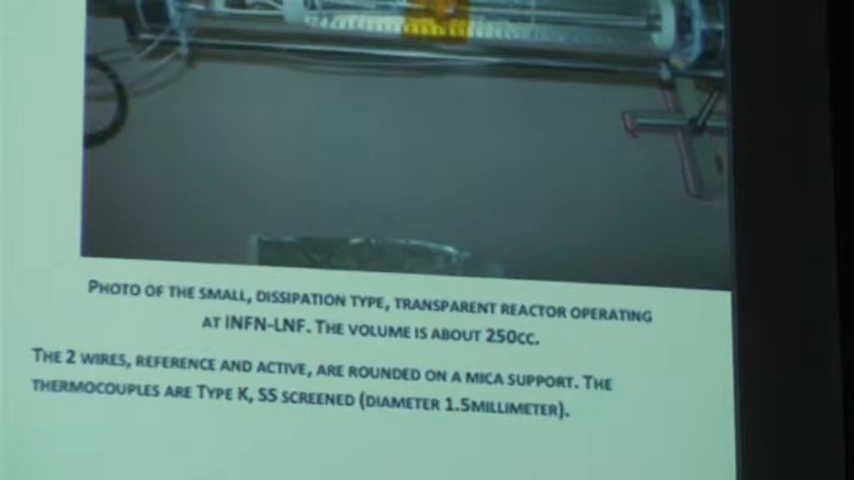 PHOTO OF THE SMALL, DISSIPATION TYPE, TRANSPARENT REACTOR OPERATING
AT INFN-LNF. THE VOLUME IS ABOUT 250CC.
THE 2 WIRES, REFERENCE AND ACTIVE, ARE ROUNDED ON A MICA SUPPORT. THE
THERMOCOUPLES ARE TYPE K, SS SCREENED (DIAMETER 1.5MILLIMETER).